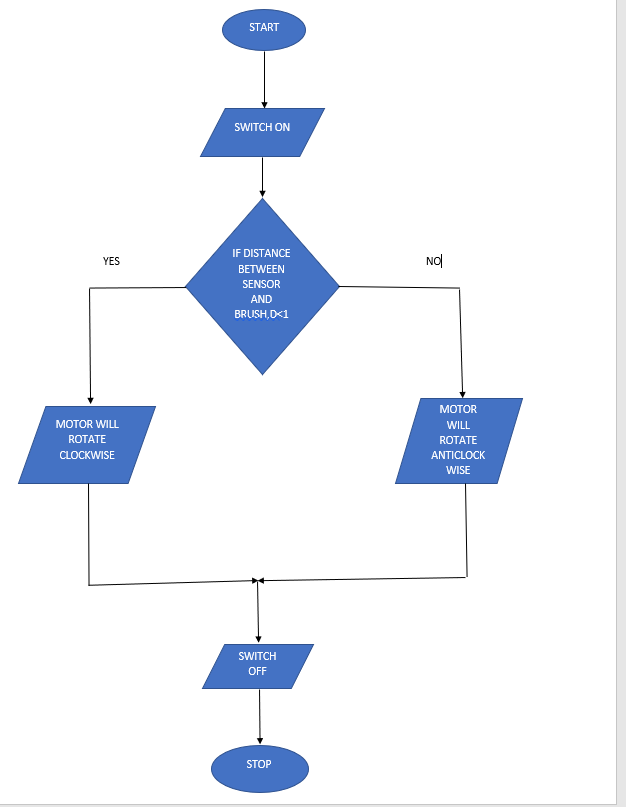 START
SWITCH ON
IF DISTANCE
BETWEEN
SENSOR
AND
BRUSH,D<1
YES
NO
MOTOR WILL
ROTATE
CLOCKWISE
MOTOR
WILL
ROTATE
ANTICLOCK
WISE
SWITCH
OFF
STOP